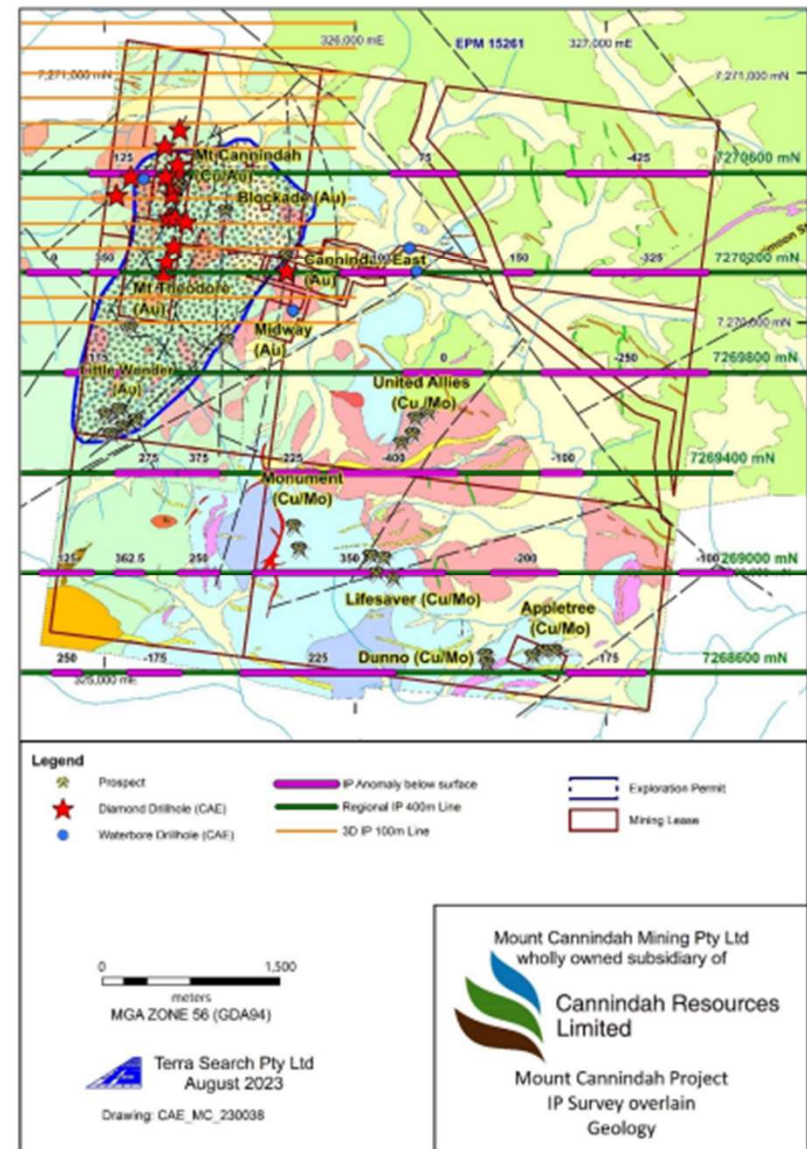 326,000 mE
EPM 15261
327,000 mE
7,271,000 mN
7,271,000 mN
Mt Cannindah
(Cu/Au)
125
75
-425
7270600 mN
Blockade (Au)
0
350
Cannindah East
(Au)
150
-325
7270200 mN
Mt Theodore
(Au)
Midway
(Au)
7,270,000 mN
-175
0
-250
7269800 mN
Little Wonder
(Au)
United Allies
(Cu /Mo)
275
375
225
-400
-100
7269400 mN
Monument
(Cu/Mo)
125
362.5
250
350
-200
-100
269000 mN
Lifesaver (Cu/Mo)
Appletree
(Cu/Mo)
Dunno (Cu/Mo)
250
-175
225
-175
7268600 mN
325,000 mE
Legend
Prospect
Diamond Drillhole (CAE)
Waterbore Drillhole (CAE)
IP Anomaly below surface
Regional IP 400m Line
3D IP 100m Line
Exploration Permit
Mining Lease
0
1,500
meters
MGA ZONE 56 (GDA94)
Terra Search Pty Ltd
August 2023
Drawing: CAE_MC_230038
Mount Cannindah Mining Pty Ltd
wholly owned subsidiary of
Cannindah Resources
Limited
Mount Cannindah Project
IP Survey overlain
Geology